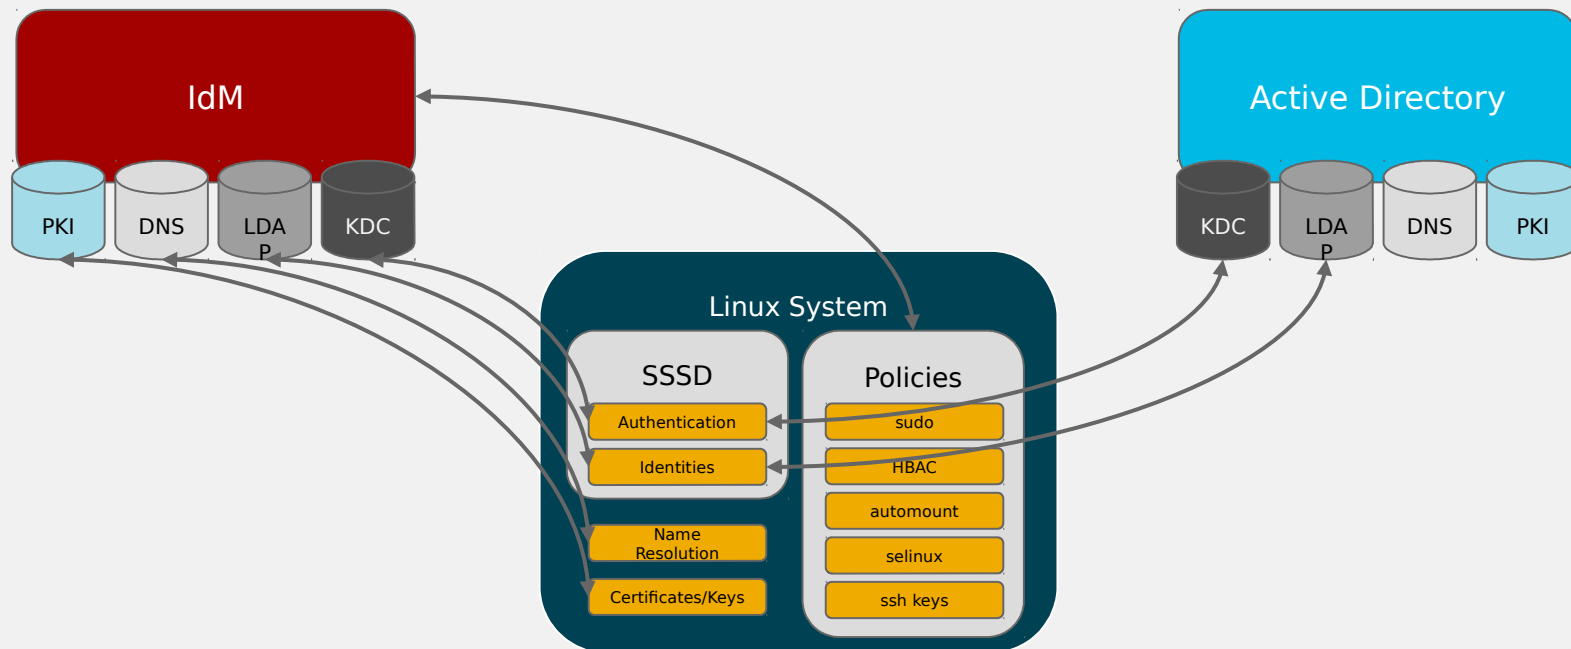 IdM
Active Directory
PKI
DNS
LDA
P
KDC
KDC
LDA
P
DNS
PKI
Linux System
SSSD
Authentication
Identities
Name
Resolution
Certificates/Keys
Policies
sudo
HBAC
automount
selinux
ssh keys